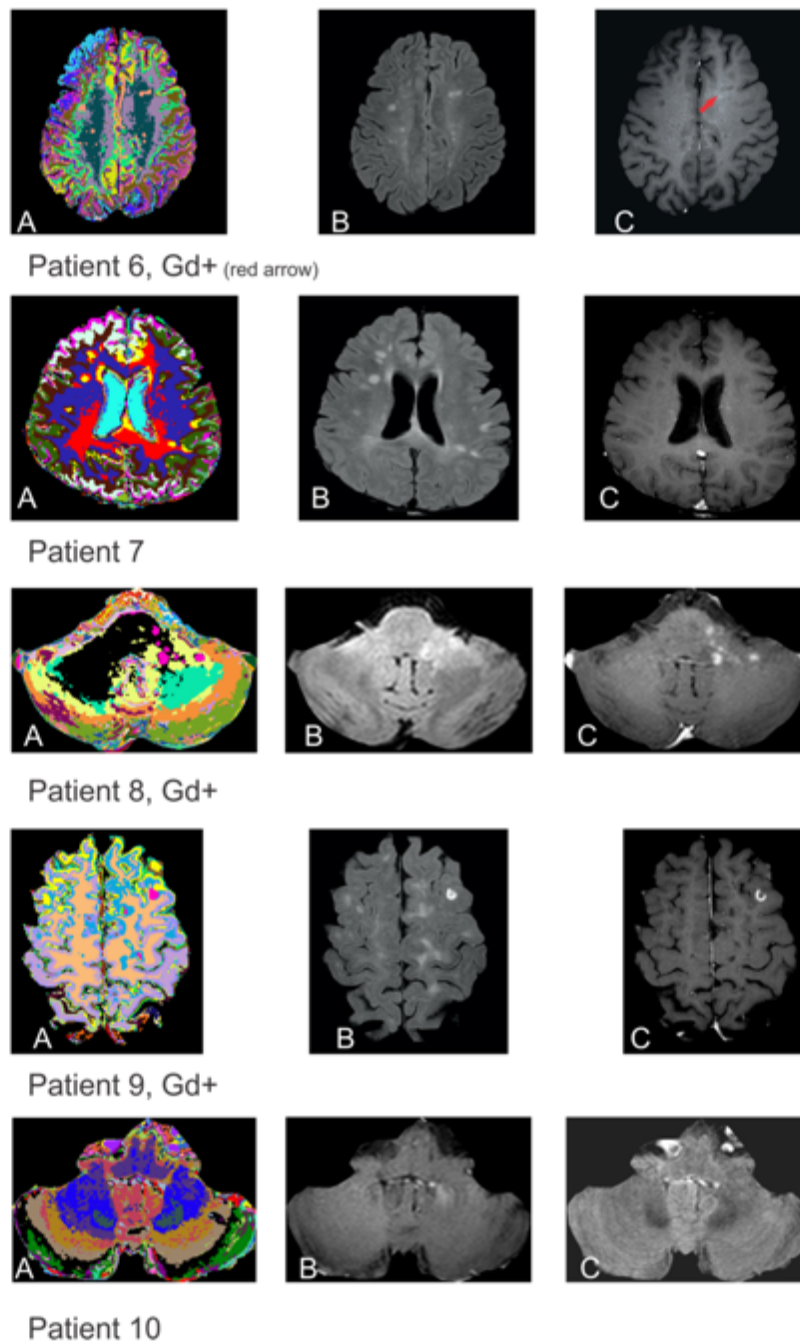 A B C
Patient 6, Gd+ (red arrow)
A B C
Patient 7
A B C
Patient 8, Gd+
A B C
Patient 9, Gd+
A B C
Patient 10